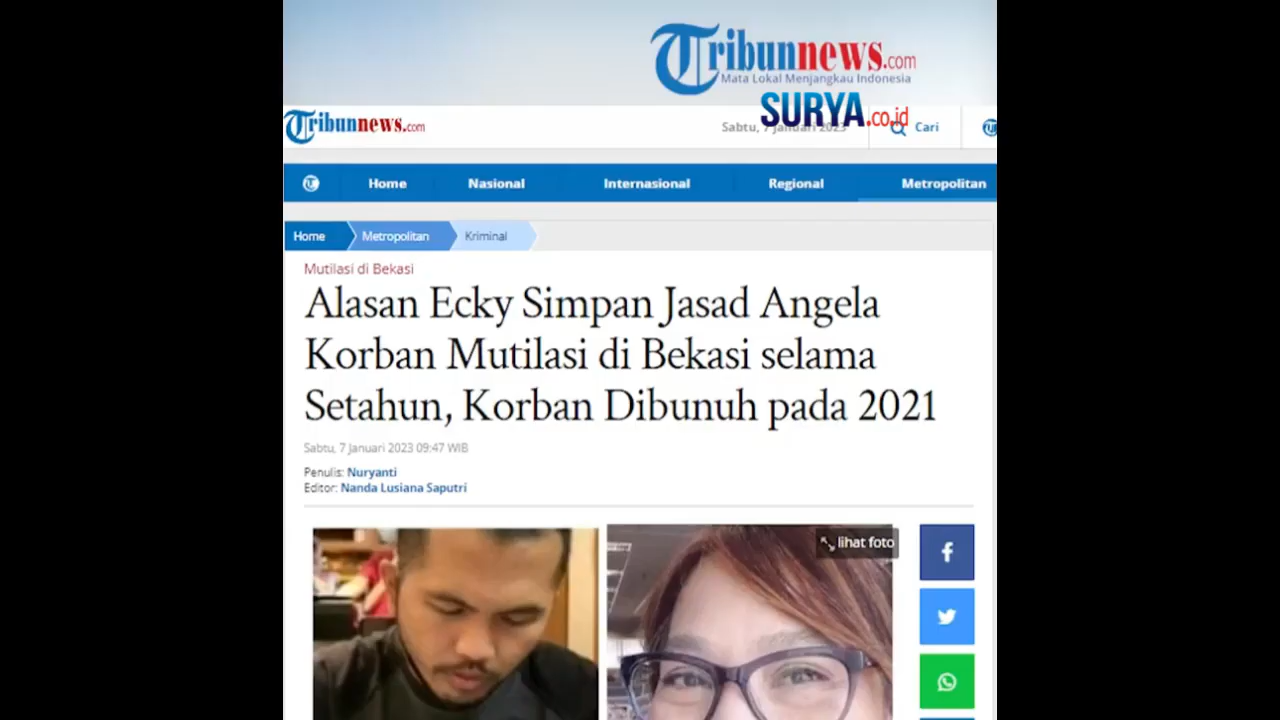 Tribunnews.com
Mata Lokal Menjangkau Indonesia
SURYA.co.id
Tribunnews.com
Sabtu, 7 Januari 2023
Cari
Home
Nasional
Internasional
Regional
Metropolitan
Home
Metropolitan
Kriminal
Mutilasi di Bekasi
Alasan Ecky Simpan Jasad Angela
Korban Mutilasi di Bekasi selama
Setahun, Korban Dibunuh pada 2021
Sabtu, 7 Januari 2023 09:47 WIB
Penulis: Nuryanti
Editor: Nanda Lusiana Saputri
lihat foto